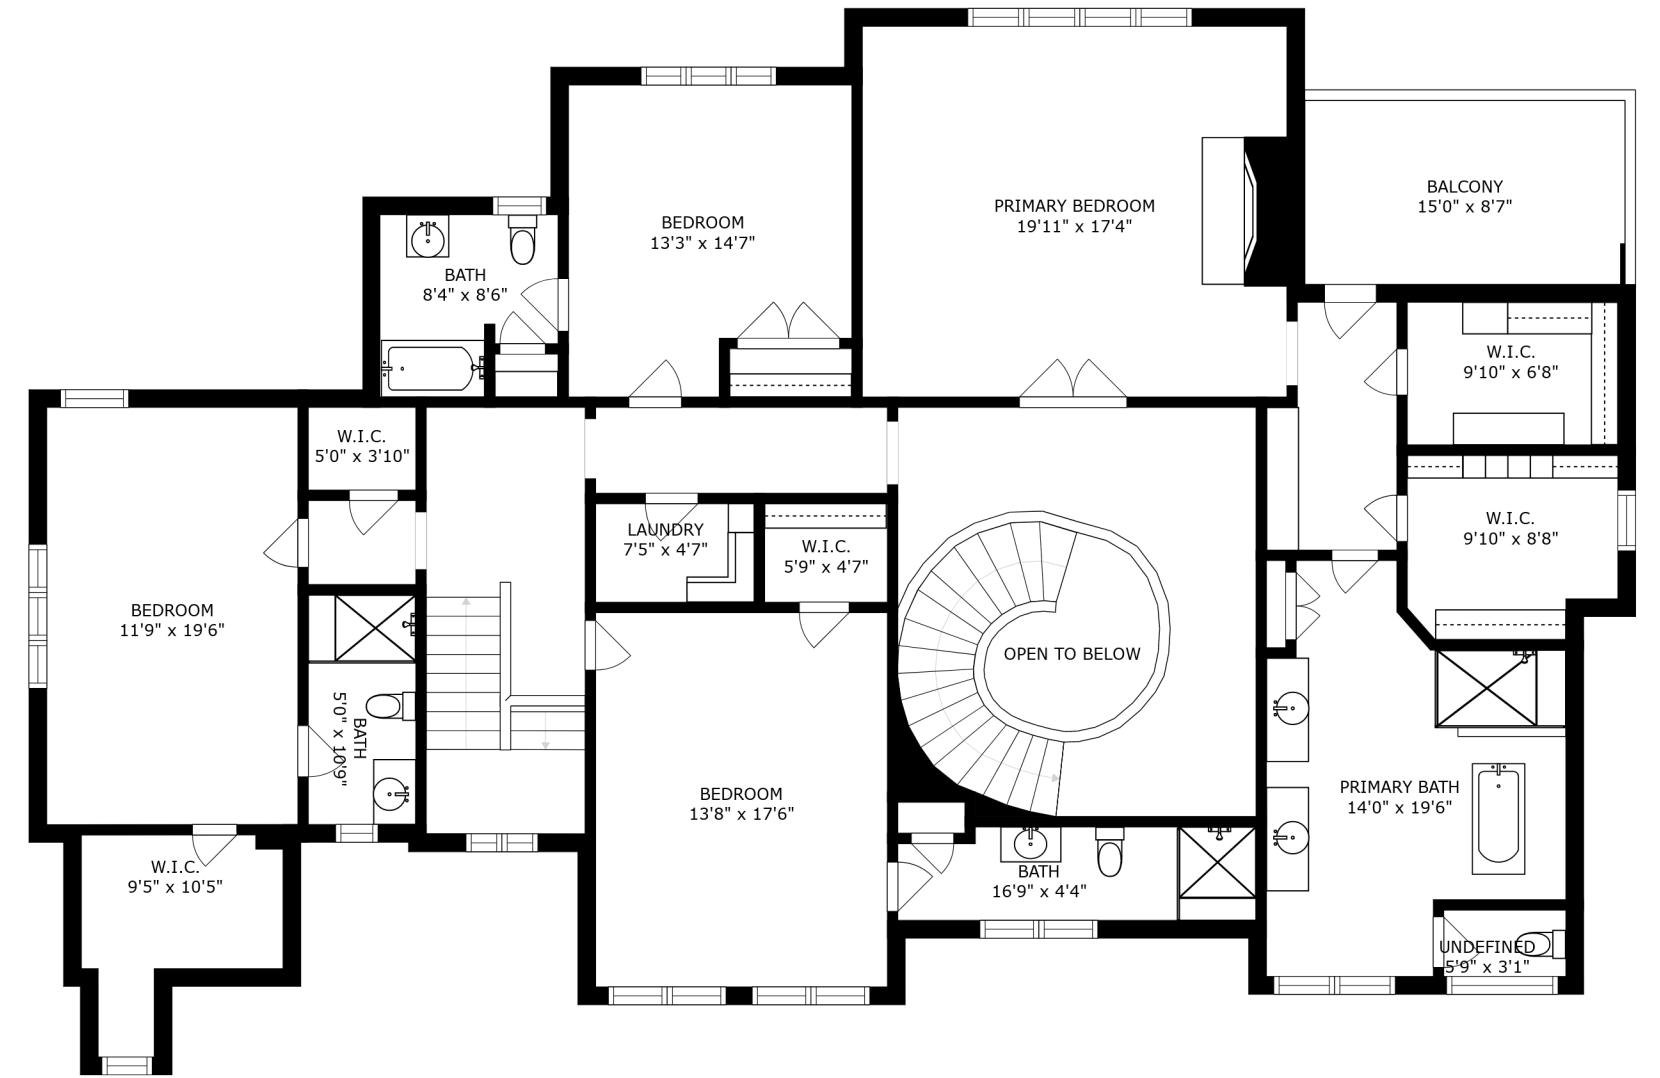 BALCONY
15'0" x 8'7"
PRIMARY BEDROOM
19'11" x 17'4"
BEDROOM
13'3" x 14'7"
BATH
8'4" x 8'6"
W.I.C.
9'10" x 6'8"
W.I.C.
5'0" x 3'10"
LAUNDRY
7'5" x 4'7"
W.I.C.
5'9" x 4'7"
W.I.C.
9'10" x 8'8"
BEDROOM
11'9" x 19'6"
OPEN TO BELOW
BATH
5'0" x 10'9"
BEDROOM
13'8" x 17'6"
PRIMARY BATH
14'0" x 19'6"
W.I.C.
9'5" x 10'5"
BATH
16'9" x 4'4"
UNDEFINED
5'9" x 3'1"